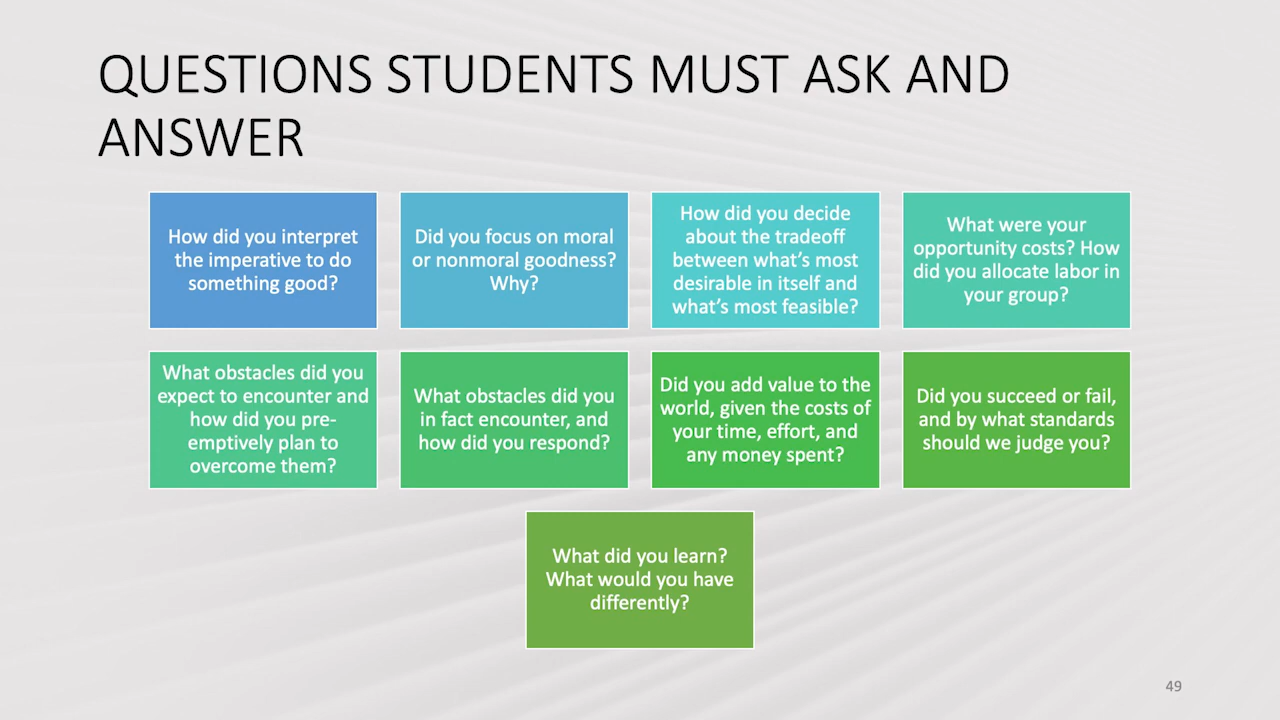 QUESTIONS STUDENTS MUST ASK AND
ANSWER
How did you interpret
the imperative to do
something good?
Did you focus on moral
or nonmoral goodness?
Why?
How did you decide
about the tradeoff
between what's most
desirable in itself and
what's most feasible?
What were your
opportunity costs? How
did you allocate labor in
your group?
What obstacles did you
expect to encounter and
how did you pre-
emptively plan to
overcome them?
What obstacles did you
in fact encounter, and
how did you respond?
Did you add value to the
world, given the costs of
your time, effort, and
any money spent?
Did you succeed or fail,
and by what standards
should we judge you?
What did you learn?
What would you have
differently?
49